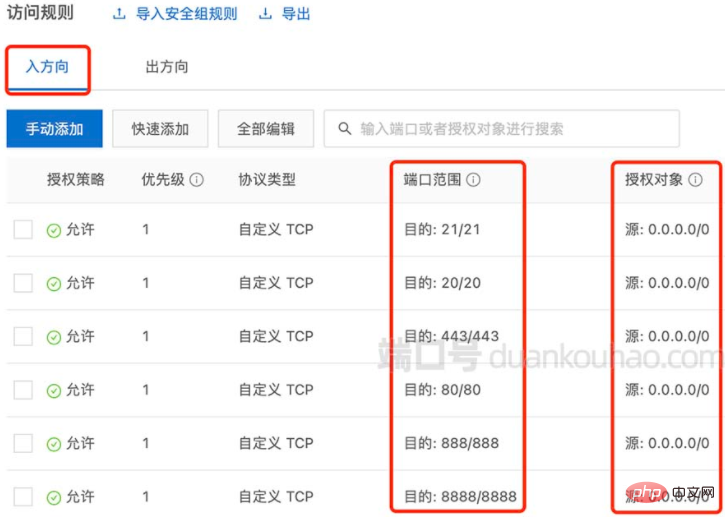 访问规则 导入安全组规则 导出
入方向 出方向
手动添加 快速添加 全部编辑 输入端口或者授权对象进行搜索
授权策略 优先级 协议类型 端口范围 授权对象
允许 1 自定义 TCP 目的: 21/21 源: 0.0.0.0/0
允许 1 自定义 TCP 目的: 20/20 源: 0.0.0.0/0
允许 1 自定义 TCP 目的: 443/443 源: 0.0.0.0/0
端口号 duankouhao.com
允许 1 自定义 TCP 目的: 80/80 源: 0.0.0.0/0
允许 1 自定义 TCP 目的: 888/888 源: 0.0.0.0/0
允许 1 自定义 TCP 目的: 8888/8888 源: 0.0.0.0/0
php 中文网